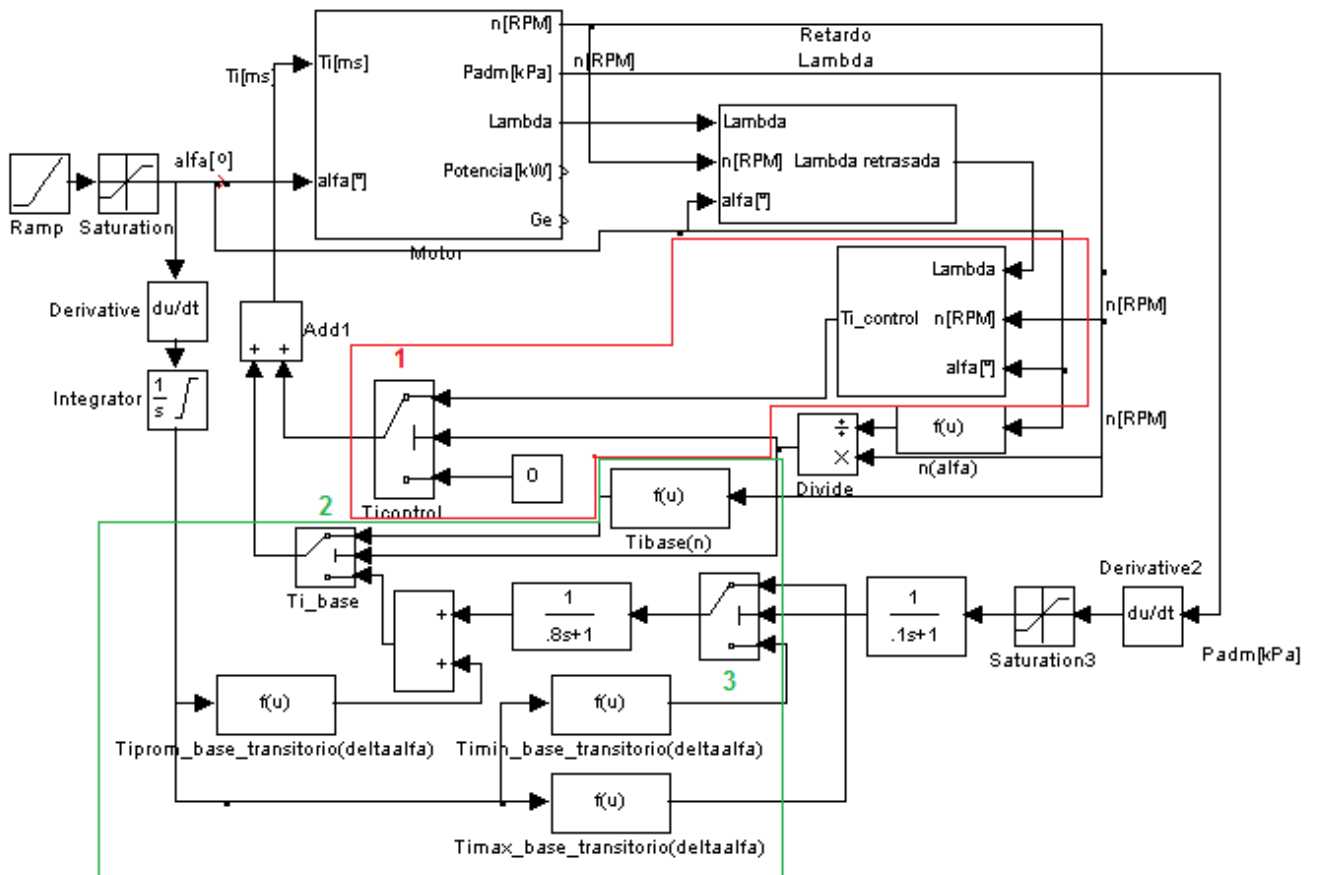 n[RPM]
Retardo
Lambda
Ti[ms]
Ti[ms]
Padm[kPa]
n[RPM]
Lambda
Lambda
n[RPM]
Lambda retrasada
alfa[º]
alfa[º]
alfa[º]
Potencia[kW]
Ge
Motor
Ramp
Saturation
Lambda
Ti_control
n[RPM]
n[RPM]
alfa[º]
Derivative
du/dt
Add1
+ +
1
Integrator
1
s
f(u)
n(alfa)
n[RPM]
÷
×
Divide
0
Ticontrol
2
f(u)
Tibase(n)
Ti_base
+
+
1
.8s+1
3
1
.1s+1
Saturation3
Derivative2
du/dt
Padm[kPa]
f(u)
Tiprom_base_transitorio(deltaalfa)
f(u)
Timin_base_transitorio(deltaalfa)
f(u)
Timax_base_transitorio(deltaalfa)